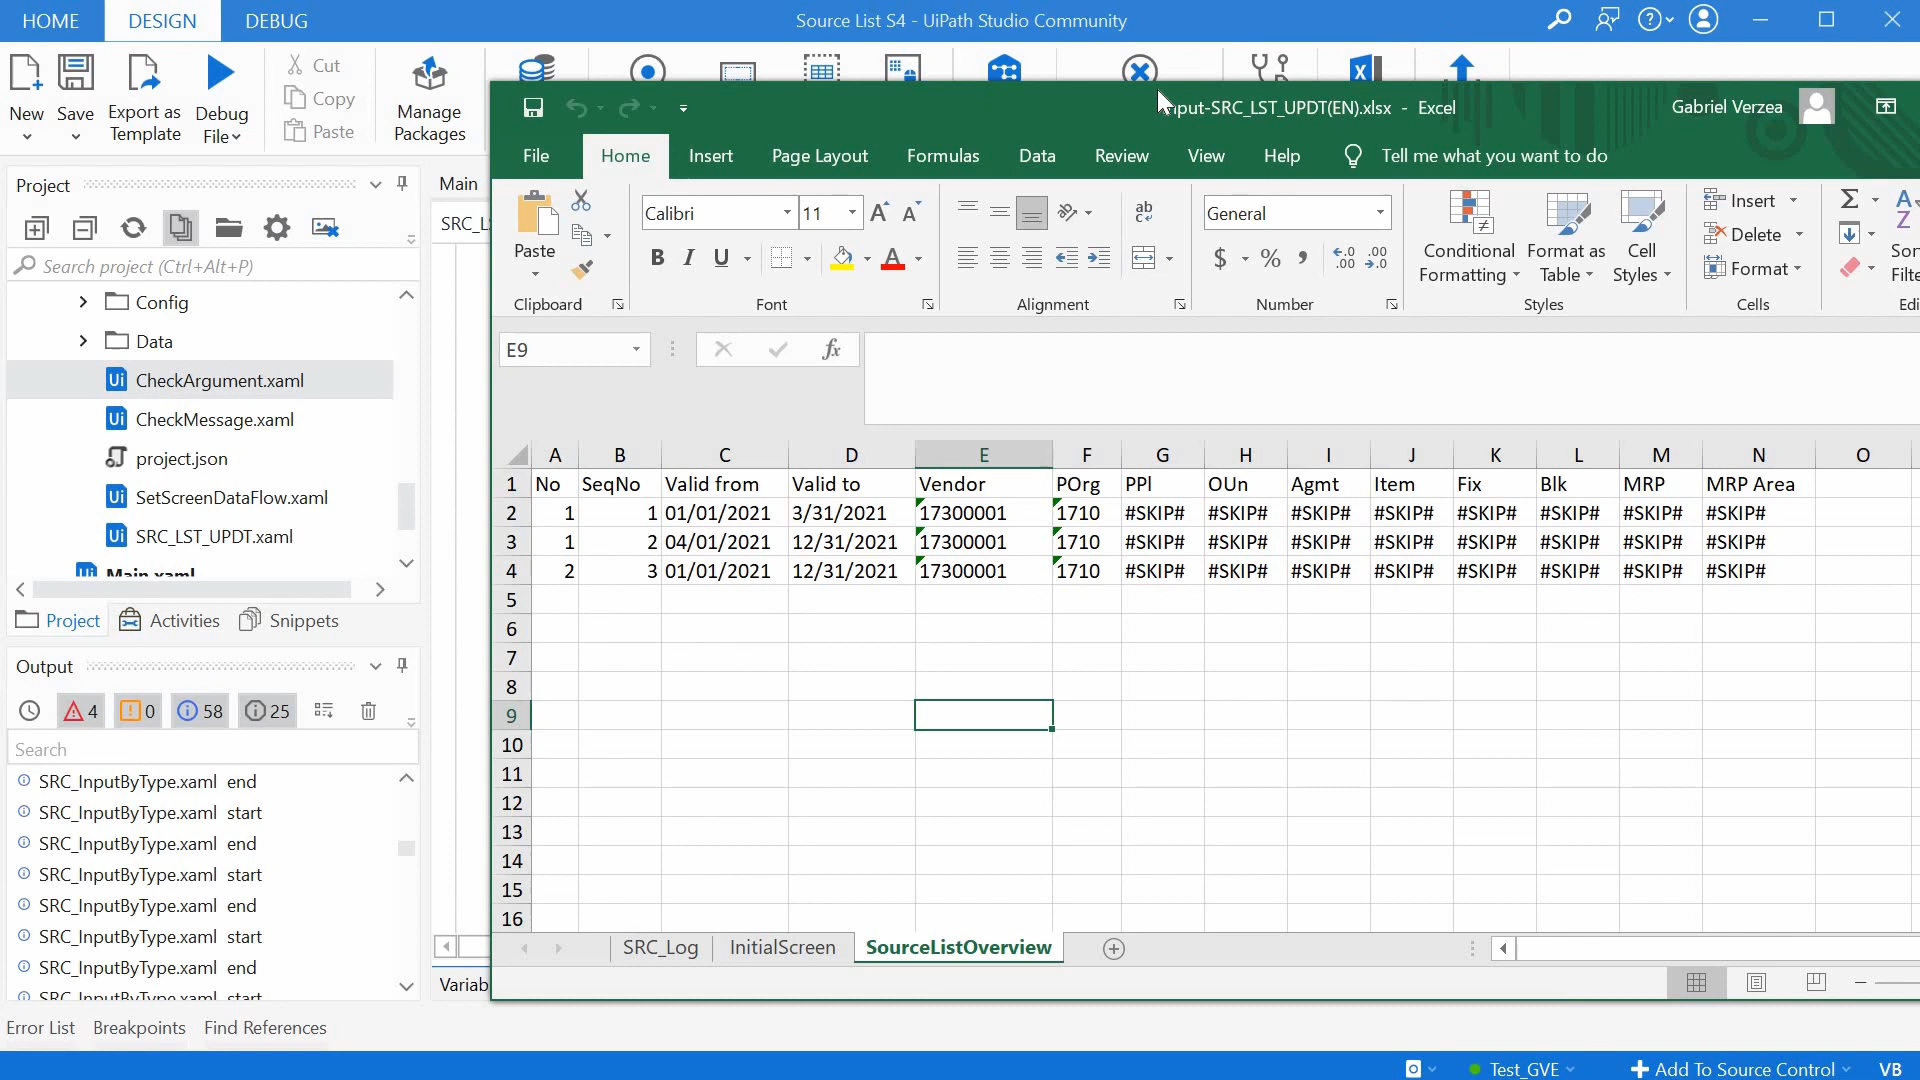 HOME DESIGN DEBUG Source List S4 - UiPath Studio Community
New Save Export as Template Debug File Cut Copy Paste Manage Packages
put-SRC_LST_UPDT(EN).xlsx - Excel Gabriel Verzea
File Home Insert Page Layout Formulas Data Review View Help Tell me what you want to do
Project
Search project (Ctrl+Alt+P)
Config
Data
CheckArgument.xaml
CheckMessage.xaml
project.json
SetScreenDataFlow.xaml
SRC_LST_UPDT.xaml
Main.xaml
Project Activities Snippets
Output
4 0 58 25
Search
SRC_InputByType.xaml end
SRC_InputByType.xaml start
SRC_InputByType.xaml end
SRC_InputByType.xaml start
SRC_InputByType.xaml end
SRC_InputByType.xaml start
SRC_InputByType.xaml end
SRC_InputByType.xaml start
Error List Breakpoints Find References
Main
SRC_LS
Variab
Paste
Calibri 11
B I U
ab
General
$ % .00
Conditional Formatting Format as Table Cell Styles
Insert
Delete
Format
Clipboard Font Alignment Number Styles Cells
E9 fx
A B C D E F G H I J K L M N O
1 No SeqNo Valid from Valid to Vendor POrg PPl OUn Agmt Item Fix Blk MRP MRP Area
2 1 1 01/01/2021 3/31/2021 17300001 1710 #SKIP# #SKIP# #SKIP# #SKIP# #SKIP# #SKIP# #SKIP# #SKIP#
3 1 2 04/01/2021 12/31/2021 17300001 1710 #SKIP# #SKIP# #SKIP# #SKIP# #SKIP# #SKIP# #SKIP# #SKIP#
4 2 3 01/01/2021 12/31/2021 17300001 1710 #SKIP# #SKIP# #SKIP# #SKIP# #SKIP# #SKIP# #SKIP# #SKIP#
5
6
7
8
9
10
11
12
13
14
15
16
SRC_Log InitialScreen SourceListOverview
Test_GVE Add To Source Control VB